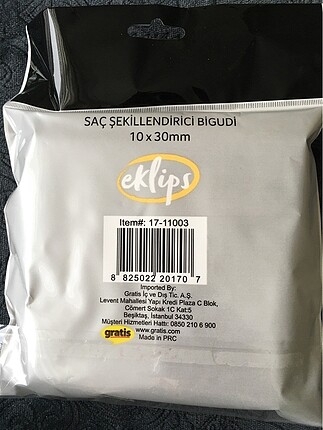 SAÇ ŞEKİLLENDİRİCİ BİGUDİ
10 x 30mm
eklips
Item#: 17-11003
8 825022 20170 7
Imported By:
Gratis İç ve Dış Tic. A.Ş.
Levent Mahallesi Yapı Kredi Plaza C Blok,
Cömert Sokak 1C Kat:5
Beşiktaş, İstanbul 34330
Müşteri Hizmetleri Hattı: 0850 210 6 900
gratis www.gratis.com
Made in PRC